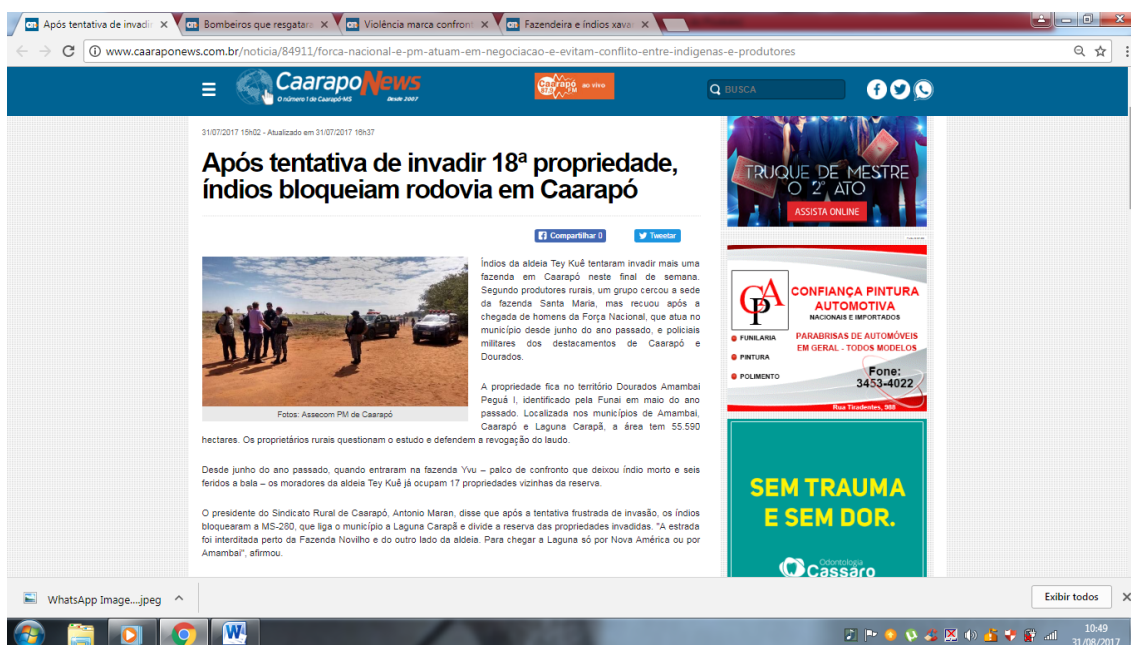 Após tentativa de invadir
Bombeiros que resgatara
Violência marca confront
Fazendeira e índios xavar
www.caaraponews.com.br/noticia/84911/forca-nacional-e-pm-atuam-em-negociacao-e-evitam-conflito-entre-indigenas-e-produtores
CaarapoNews
O número 1 de Caarapó-MS Desde 2007
Caarapó FM ao vivo
BUSCA
31/07/2017 15h02 - Atualizado em 31/07/2017 16h37
Após tentativa de invadir 18ª propriedade,
índios bloqueiam rodovia em Caarapó
Compartilhar 0
Tweetar
Fotos: Assecom PM de Caarapó
Índios da aldeia Tey Kuê tentaram invadir mais uma
fazenda em Caarapó neste final de semana.
Segundo produtores rurais, um grupo cercou a sede
da fazenda Santa Maria, mas recuou após a
chegada de homens da Força Nacional, que atua no
município desde junho do ano passado, e policiais
militares dos destacamentos de Caarapó e
Dourados.
A propriedade fica no território Dourados Amambai
Peguá I, identificado pela Funai em maio do ano
passado. Localizada nos municípios de Amambai,
Caarapó e Laguna Carapã, a área tem 55.590
hectares. Os proprietários rurais questionam o estudo e defendem a revogação do laudo.
Desde junho do ano passado, quando entraram na fazenda Yvu – palco de confronto que deixou índio morto e seis
feridos a bala – os moradores da aldeia Tey Kuê já ocupam 17 propriedades vizinhas da reserva.
O presidente do Sindicato Rural de Caarapó, Antonio Maran, disse que após a tentativa frustrada de invasão, os índios
bloquearam a MS-280, que liga o município a Laguna Carapã e divide a reserva das propriedades invadidas. "A estrada
foi interditada perto da Fazenda Novilho e do outro lado da aldeia. Para chegar a Laguna só por Nova América ou por
Amambai", afirmou.
TRUQUE DE MESTRE
O 2º ATO
ASSISTA ONLINE
CAP
CONFIANÇA PINTURA
AUTOMOTIVA
NACIONAIS E IMPORTADOS
FUNILARIA
PINTURA
POLIMENTO
PARABRISAS DE AUTOMÓVEIS
EM GERAL - TODOS MODELOS
Fone:
3453-4022
Rua Tiradentes, 988
SEM TRAUMA
E SEM DOR.
Odontologia
Cassaro
WhatsApp Image....jpeg
Exibir todos
10:49
31/08/2017